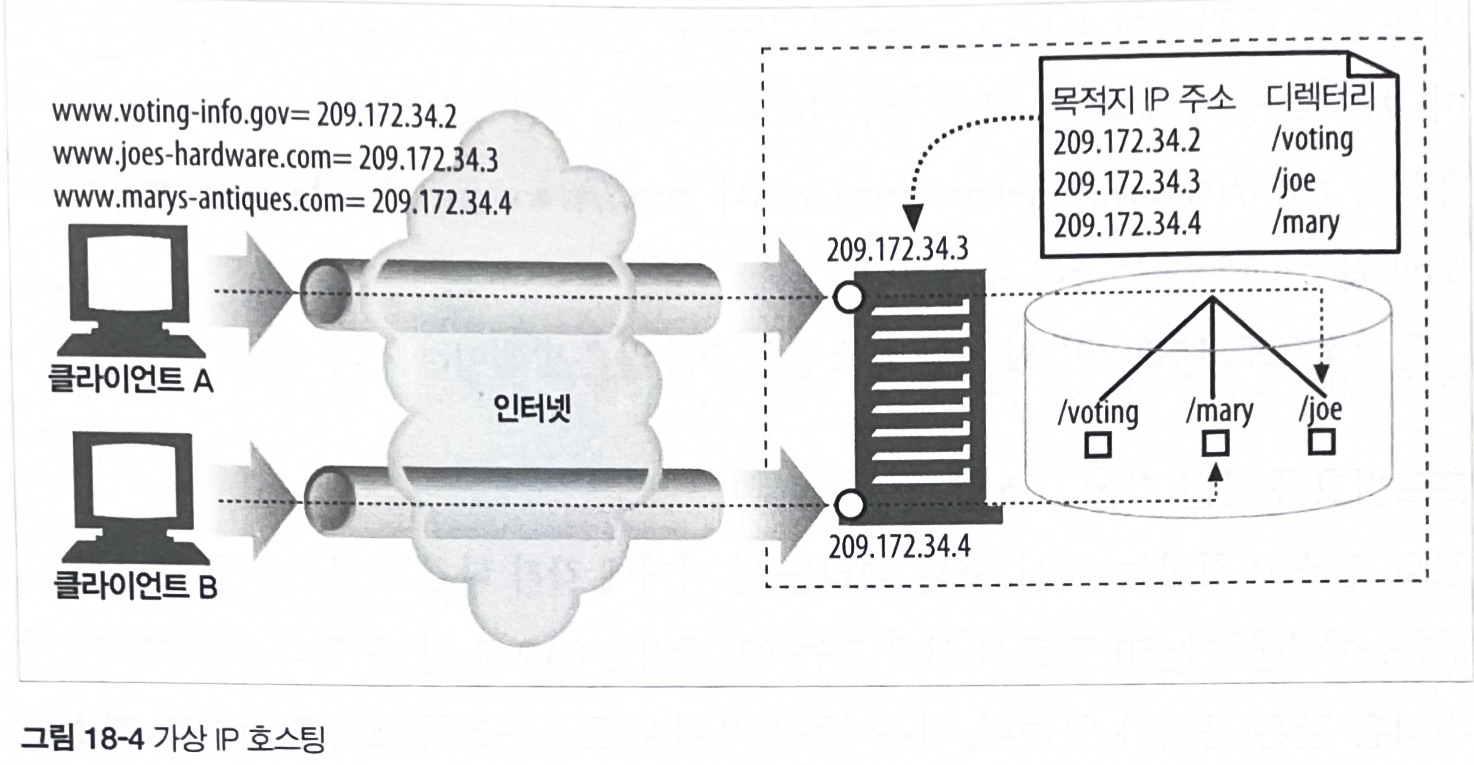 www.voting-info.gov= 209.172.34.2
www.joes-hardware.com= 209.172.34.3
www.marys-antiques.com= 209.172.34.4
클라이언트 A
클라이언트 B
인터넷
목적지 IP 주소 디렉터리
209.172.34.2 /voting
209.172.34.3 /joe
209.172.34.4 /mary
209.172.34.3
209.172.34.4
/voting /mary /joe
그림 18-4 가상 IP 호스팅